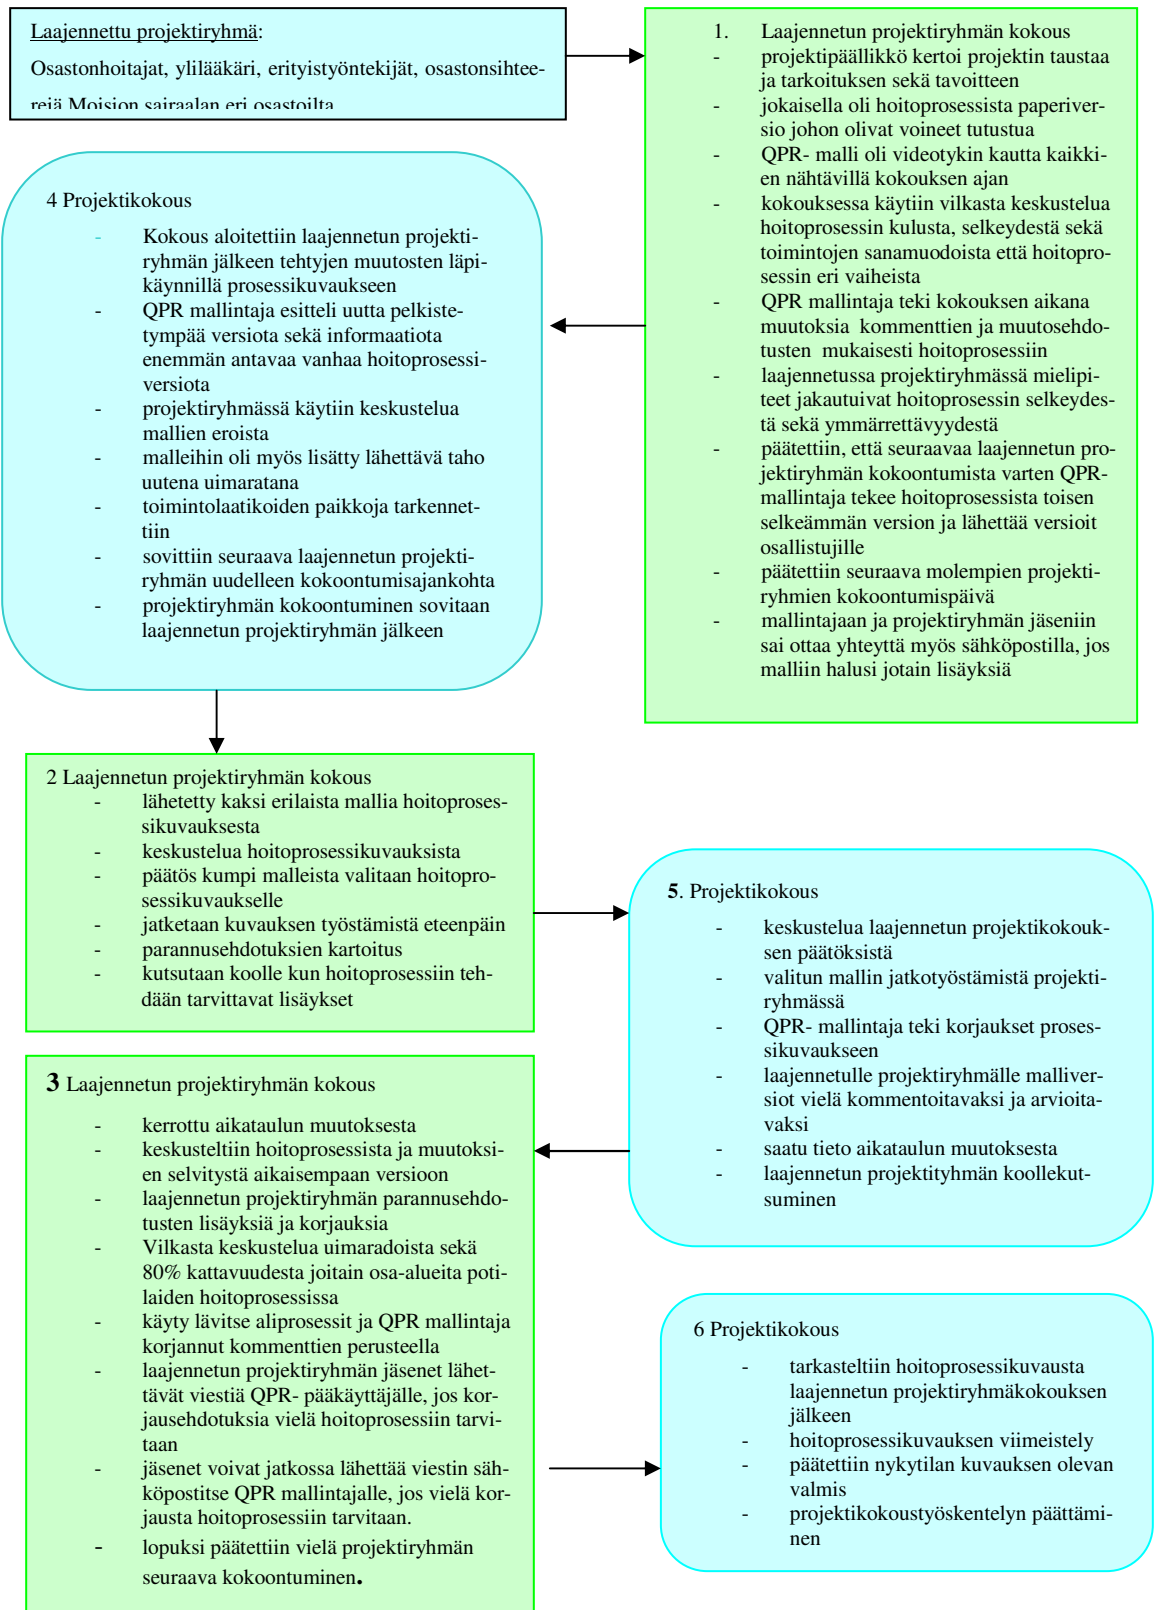 Laajennettu projektiryhmä:
Osastonhoitajat, ylilääkäri, erityistyöntekijät, osastonsihtee-
rejä Moision sairaalan eri osastoilta
1. Laajennetun projektiryhmän kokous
- projektipäällikkö kertoi projektin taustaa
ja tarkoituksen sekä tavoitteen
- jokaisella oli hoitoprosessista paperiver-
sio johon olivat voineet tutustua
- QPR- malli oli videotykin kautta kaikki-
en nähtävillä kokouksen ajan
- kokouksessa käytiin vilkasta keskustelua
hoitoprosessin kulusta, selkeydestä sekä
toimintojen sanamuodoista että hoitopro-
sessin eri vaiheista
- QPR mallintaja teki kokouksen aikana
muutoksia kommenttien ja muutosehdo-
tusten mukaisesti hoitoprosessiin
- laajennetussa projektiryhmässä mielipi-
teet jakautuivat hoitoprosessin selkeydes-
tä sekä ymmärrettävyydestä
- päätettiin, että seuraavaa laajennetun pro-
jektiryhmän kokoontumista varten QPR-
mallintaja tekee hoitoprosessista toisen
selkeämmän version ja lähettää versioit
osallistujille
- päätettiin seuraava molempien projekti-
ryhmien kokoontumispäivä
- mallintajaan ja projektiryhmän jäseniin
sai ottaa yhteyttä myös sähköpostilla, jos
malliin halusi jotain lisäyksiä
4 Projektikokous
- Kokous aloitettiin laajennetun projekti-
ryhmän jälkeen tehtyjen muutosten läpi-
käynnillä prosessikuvaukseen
- QPR mallintaja esitteli uutta pelkiste-
tympää versiota sekä informaatiota
enemmän antavaa vanhaa hoitoprosessi-
versiota
- projektiryhmässä käytiin keskustelua
mallien eroista
- malleihin oli myös lisätty lähettävä taho
uutena uimaratana
- toimintolaatikoiden paikkoja tarkennet-
tiin
- sovittiin seuraava laajennetun projekti-
ryhmän uudelleen kokoontumisajankohta
- projektiryhmän kokoontuminen sovitaan
laajennetun projektiryhmän jälkeen
2 Laajennetun projektiryhmän kokous
- lähetetty kaksi erilaista mallia hoitoproses-
sikuvauksesta
- keskustelua hoitoprosessikuvauksista
- päätös kumpi malleista valitaan hoitopro-
sessikuvaukselle
- jatketaan kuvauksen työstämistä eteenpäin
- parannusehdotuksien kartoitus
- kutsutaan koolle kun hoitoprosessiin teh-
dään tarvittavat lisäykset
5. Projektikokous
- keskustelua laajennetun projektikokouk-
sen päätöksistä
- valitun mallin jatkotyöstämistä projekti-
ryhmässä
- QPR- mallintaja teki korjaukset proses-
sikuvaukseen
- laajennetulle projektiryhmälle malliver-
siot vielä kommentoitavaksi ja arvioita-
vaksi
- saatu tieto aikataulun muutoksesta
- laajennetun projektityhmän koollekut-
suminen
3 Laajennetun projektiryhmän kokous
- kerrottu aikataulun muutoksesta
- keskusteltiin hoitoprosessista ja muutoksi-
en selvitystä aikaisempaan versioon
- laajennetun projektiryhmän parannusehdo-
tusten lisäyksiä ja korjauksia
- Vilkasta keskustelua uimaradoista sekä
80% kattavuudesta joitain osa-alueita poti-
laiden hoitoprosessissa
- käyty lävitse aliprosessit ja QPR mallintaja
korjannut kommenttien perusteella
- laajennetun projektiryhmän jäsenet lähet-
tävät viestiä QPR- pääkäyttäjälle, jos kor-
jausehdotuksia vielä hoitoprosessiin tarvi-
taan
- jäsenet voivat jatkossa lähettää viestin säh-
köpostitse QPR mallintajalle, jos vielä kor-
jausta hoitoprosessiin tarvitaan.
- lopuksi päätettiin vielä projektiryhmän
seuraava kokoontuminen.
6 Projektikokous
- tarkasteltiin hoitoprosessikuvausta
laajennetun projektiryhmäkokouksen
jälkeen
- hoitoprosessikuvauksen viimeistely
- päätettiin nykytilan kuvauksen olevan
valmis
- projektikokoustyöskentelyn päättämi-
nen